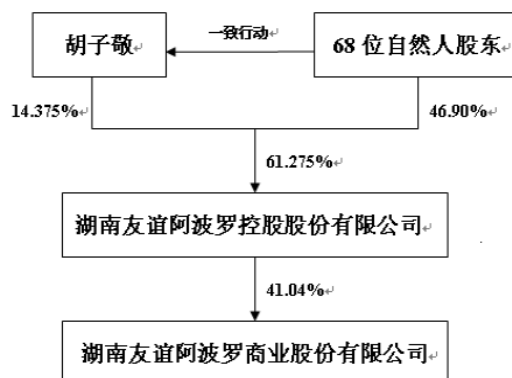 胡子敬
一致行动
68 位自然人股东
14.375%
46.90%
61.275%
湖南友谊阿波罗控股股份有限公司
41.04%
湖南友谊阿波罗商业股份有限公司